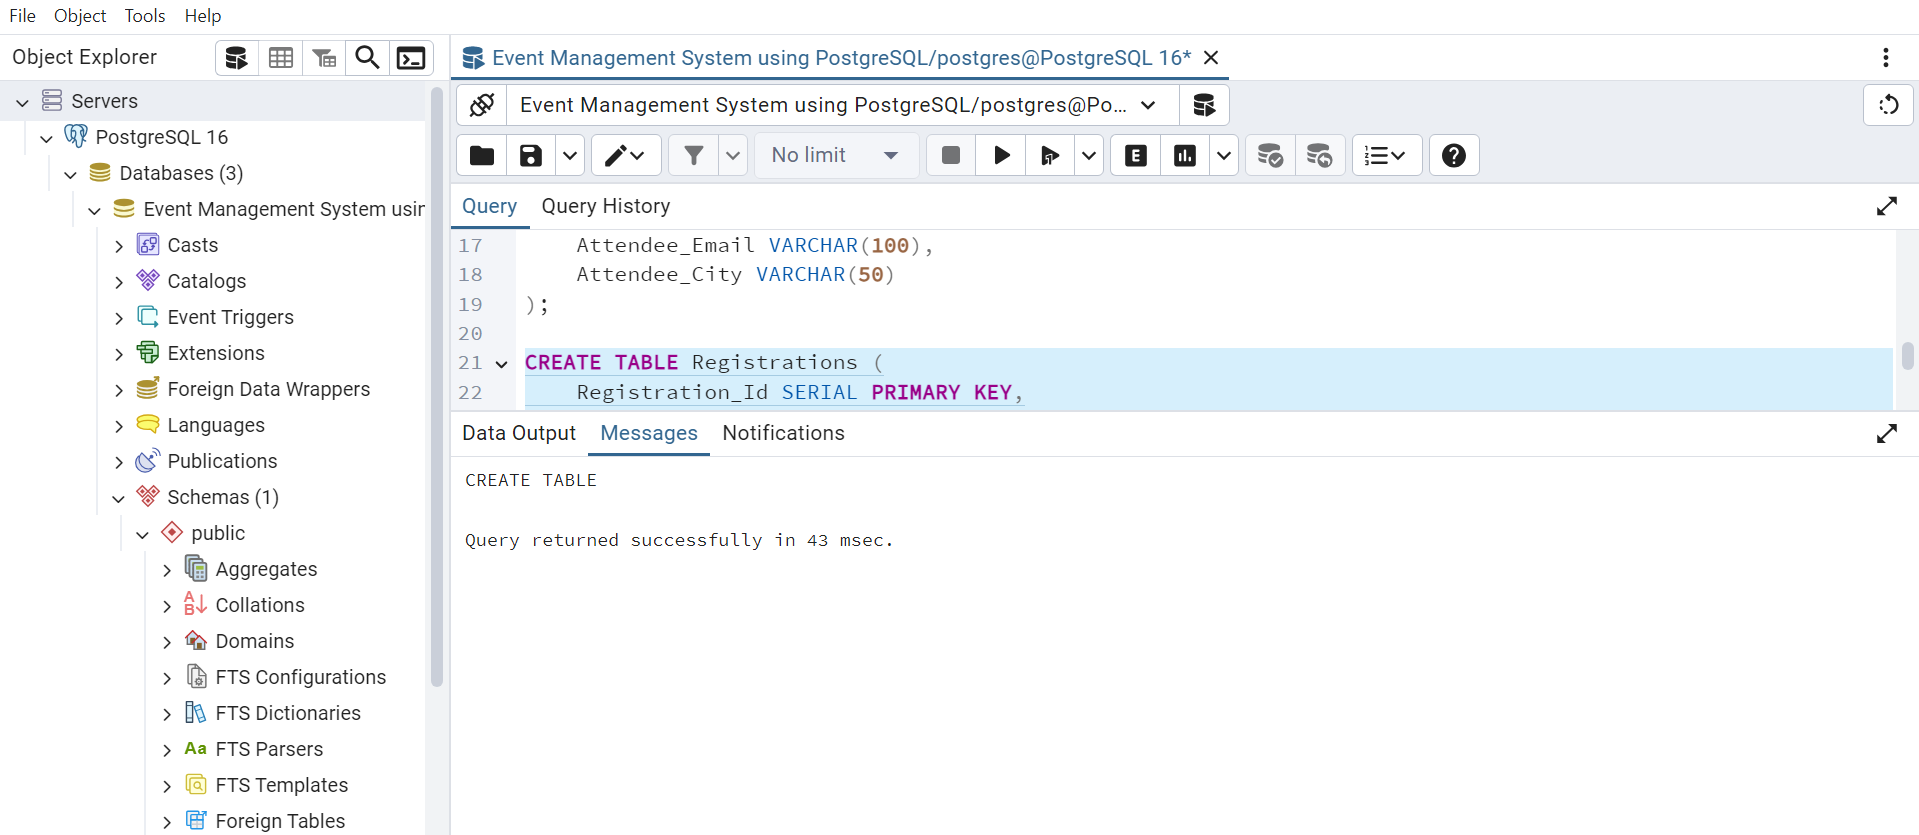 File Object Tools Help
Object Explorer
Servers
PostgreSQL 16
Databases (3)
Event Management System usin
Casts
Catalogs
Event Triggers
Extensions
Foreign Data Wrappers
Languages
Publications
Schemas (1)
public
Aggregates
Collations
Domains
FTS Configurations
FTS Dictionaries
Aa FTS Parsers
FTS Templates
Foreign Tables
Event Management System using PostgreSQL/postgres@PostgreSQL 16*
Event Management System using PostgreSQL/postgres@Po...
No limit
E
Query Query History
17 Attendee_Email VARCHAR(100),
18 Attendee_City VARCHAR(50)
19 );
20
21 CREATE TABLE Registrations (
22 Registration_Id SERIAL PRIMARY KEY,
Data Output Messages Notifications
CREATE TABLE
Query returned successfully in 43 msec.